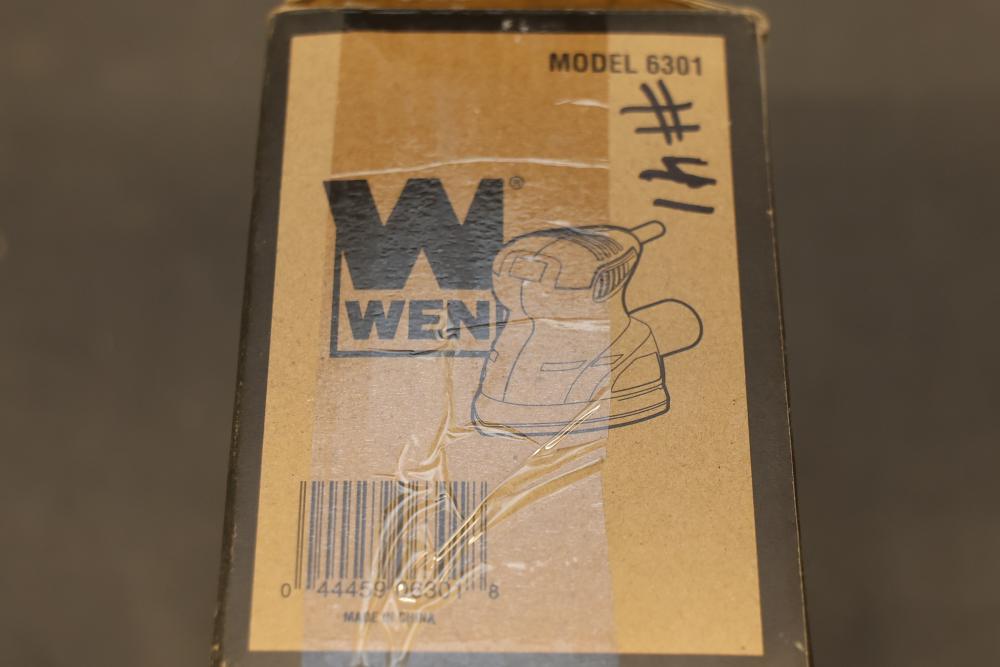 MODEL 6301
#41
W®
WEN
0 44459 06301 8
MADE IN CHINA